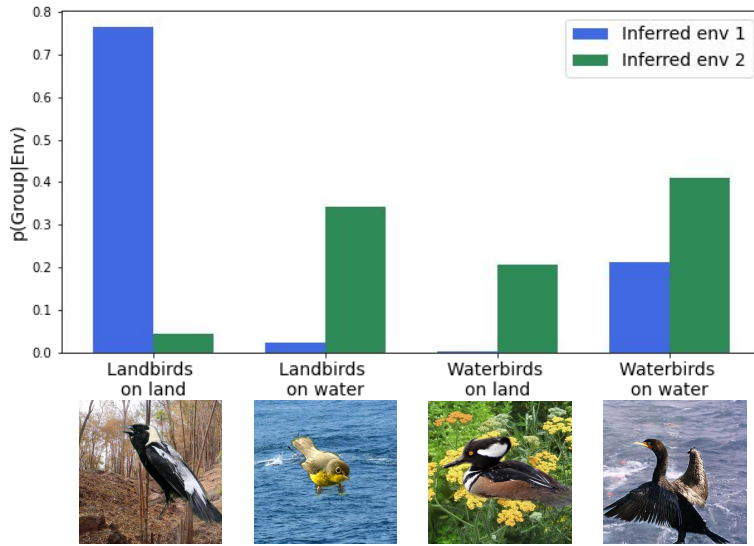 0.8
0.7
0.6
0.5
0.4
0.3
0.2
0.1
0.0
p(Group|Env)
Inferred env 1
Inferred env 2
Landbirds
on land
Landbirds
on water
Waterbirds
on land
Waterbirds
on water